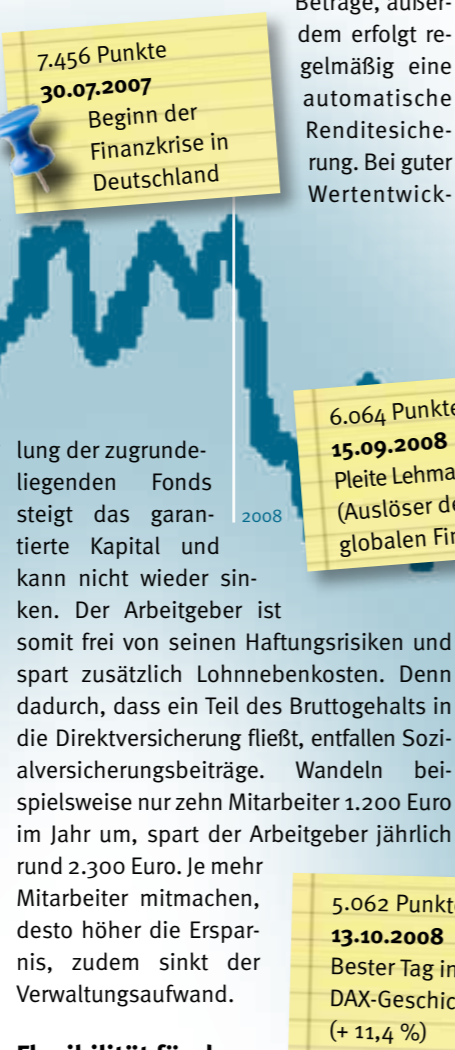 Beträge, außer-
dem erfolgt re-
gelmäßig eine
automatische
Renditesiche-
rung. Bei guter
Wertentwick-
7.456 Punkte
30.07.2007
Beginn der
Finanzkrise in
Deutschland
lung der zugrunde-
liegenden Fonds
steigt das garan-
tierte Kapital und
kann nicht wieder sin-
ken. Der Arbeitgeber ist
somit frei von seinen Haftungsrisiken und
spart zusätzlich Lohnnebenkosten. Denn
dadurch, dass ein Teil des Bruttogehalts in
die Direktversicherung fließt, entfallen Sozi-
alversicherungsbeiträge. Wandeln bei-
spielsweise nur zehn Mitarbeiter 1.200 Euro
im Jahr um, spart der Arbeitgeber jährlich
rund 2.300 Euro. Je mehr
Mitarbeiter mitmachen,
desto höher die Erspar-
nis, zudem sinkt der
Verwaltungsaufwand.
2008
6.064 Punkte
15.09.2008
Pleite
(Auslöser
globalen
5.062 Punkte
13.10.2008
Bester Tag in
(+ 11,4 %)